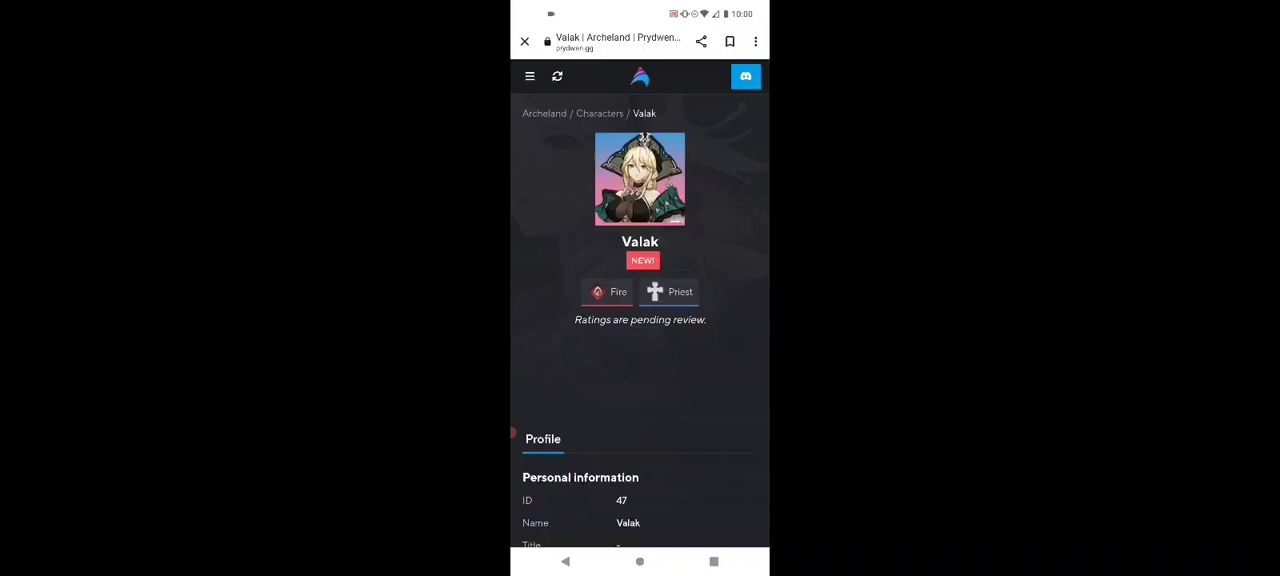 10:00
Valak | Archeland | Prydwen...
prydwen.gg
Archeland / Characters / Valak
Valak
NEW!
Fire Priest
Ratings are pending review.
Profile
Personal information
ID 47
Name Valak
Title -